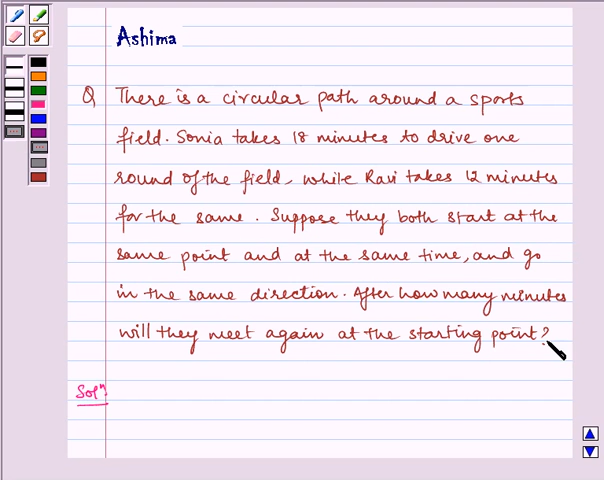 Ashima
Q There is a circular path around a sports
field. Sonia takes 18 minutes to drive one
round of the field, while Ravi takes 12 minutes
for the same. Suppose they both start at the
same point and at the same time, and go
in the same direction. After how many minutes
will they meet again at the starting point?
Solⁿ